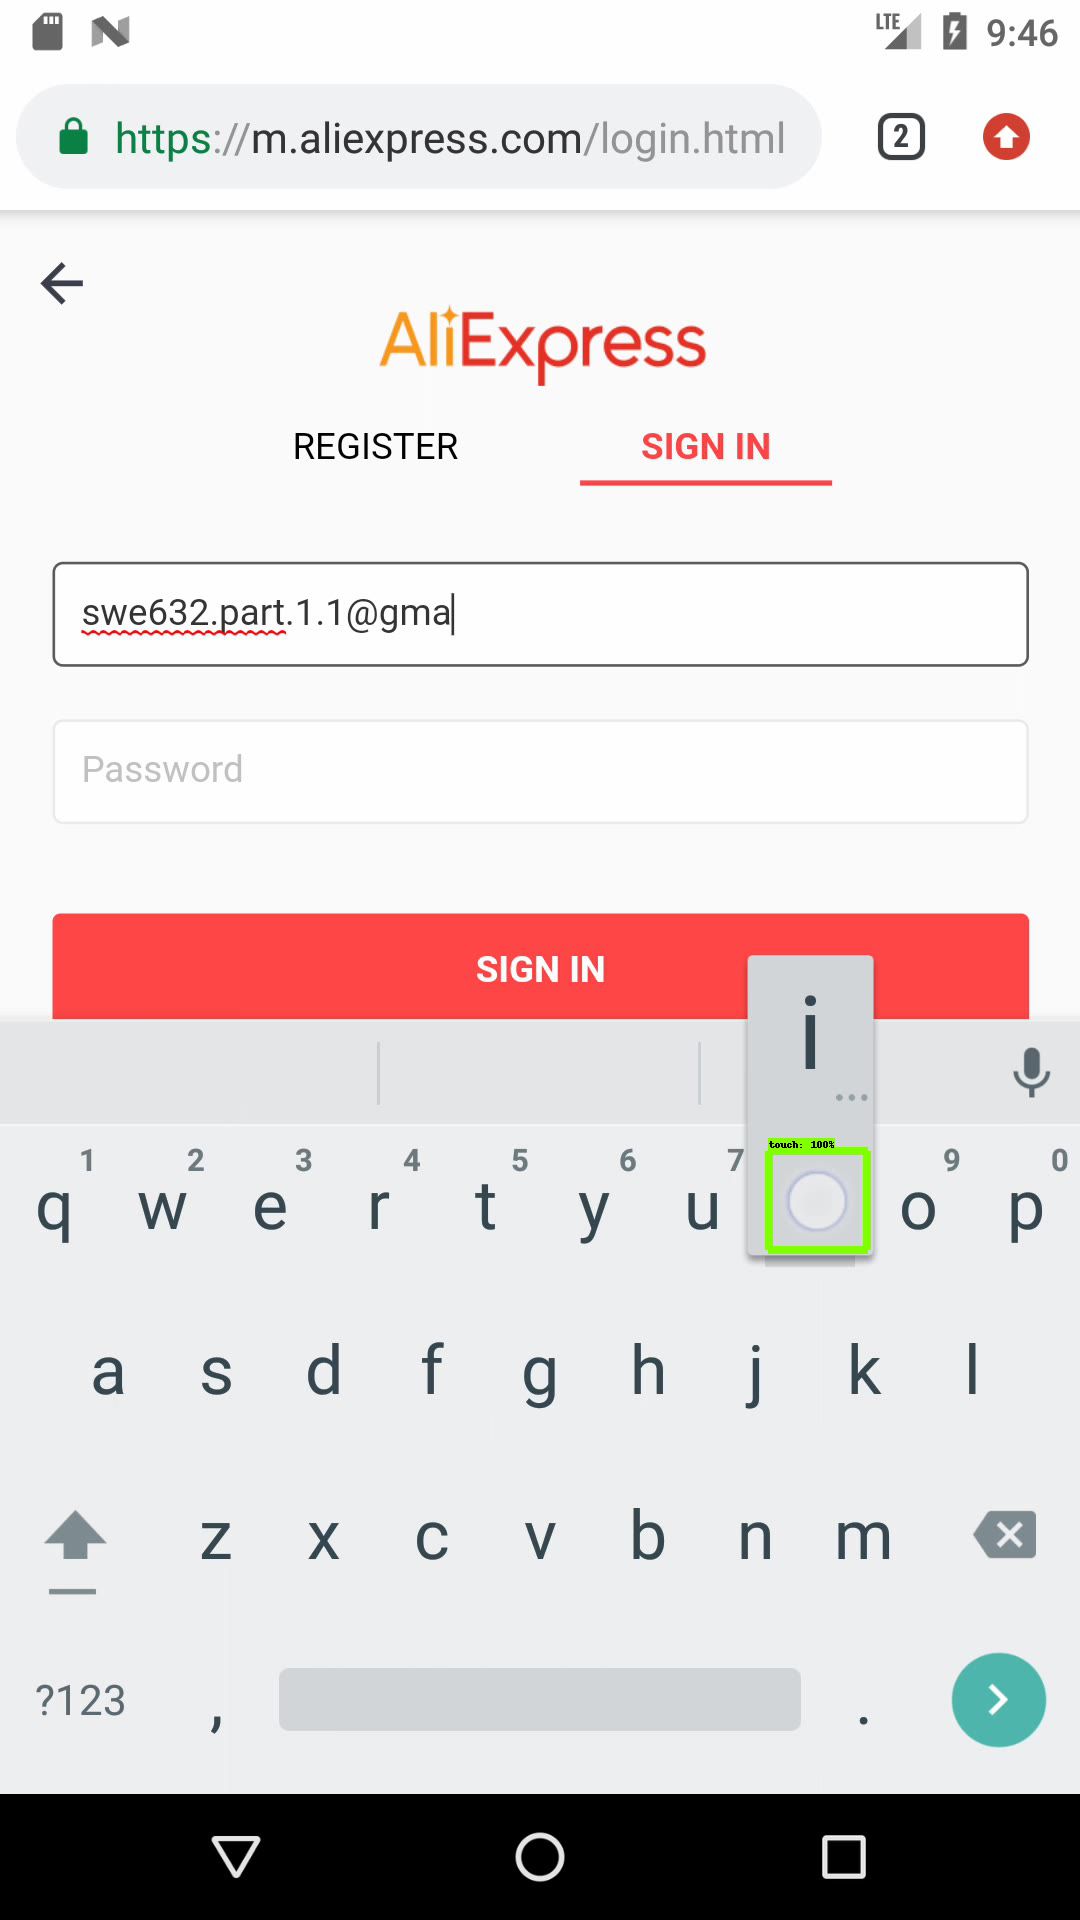 LTE 9:46
https://m.aliexpress.com/login.html 2
AliExpress
REGISTER SIGN IN
swe632.part.1.1@gma
Password
SIGN IN
i
...
touch: 100%
1 2 3 4 5 6 7 9 0
q w e r t y u o p
a s d f g h j k l
z x c v b n m
?123 , .